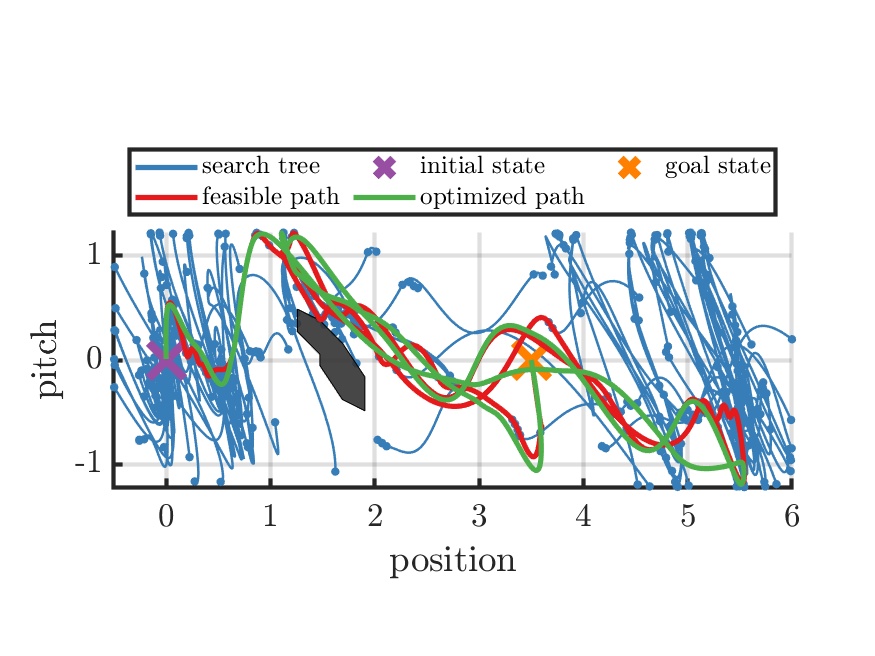 search tree initial state goal state
feasible path optimized path
1
0
-1
pitch
0 1 2 3 4 5 6
position